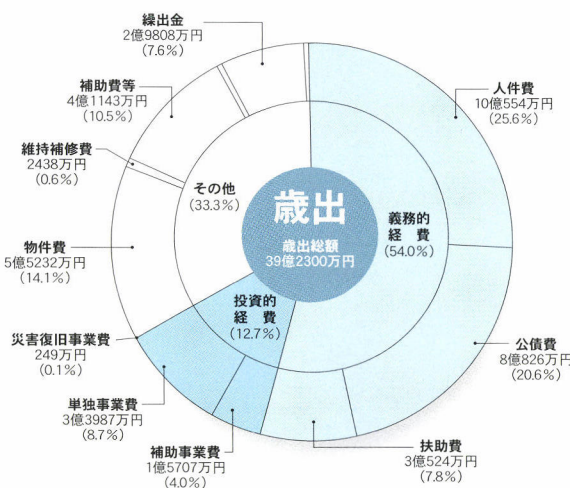 歳出
歳出総額
39億2300万円
義務的
経　費
(54.0%)
人件費
10億554万円
(25.6%)
公債費
8億826万円
(20.6%)
扶助費
3億524万円
(7.8%)
投資的
経　費
(12.7%)
補助事業費
1億5707万円
(4.0%)
単独事業費
3億3987万円
(8.7%)
災害復旧事業費
249万円
(0.1%)
その他
(33.3%)
物件費
5億5232万円
(14.1%)
維持補修費
2438万円
(0.6%)
補助費等
4億1143万円
(10.5%)
繰出金
2億9808万円
(7.6%)